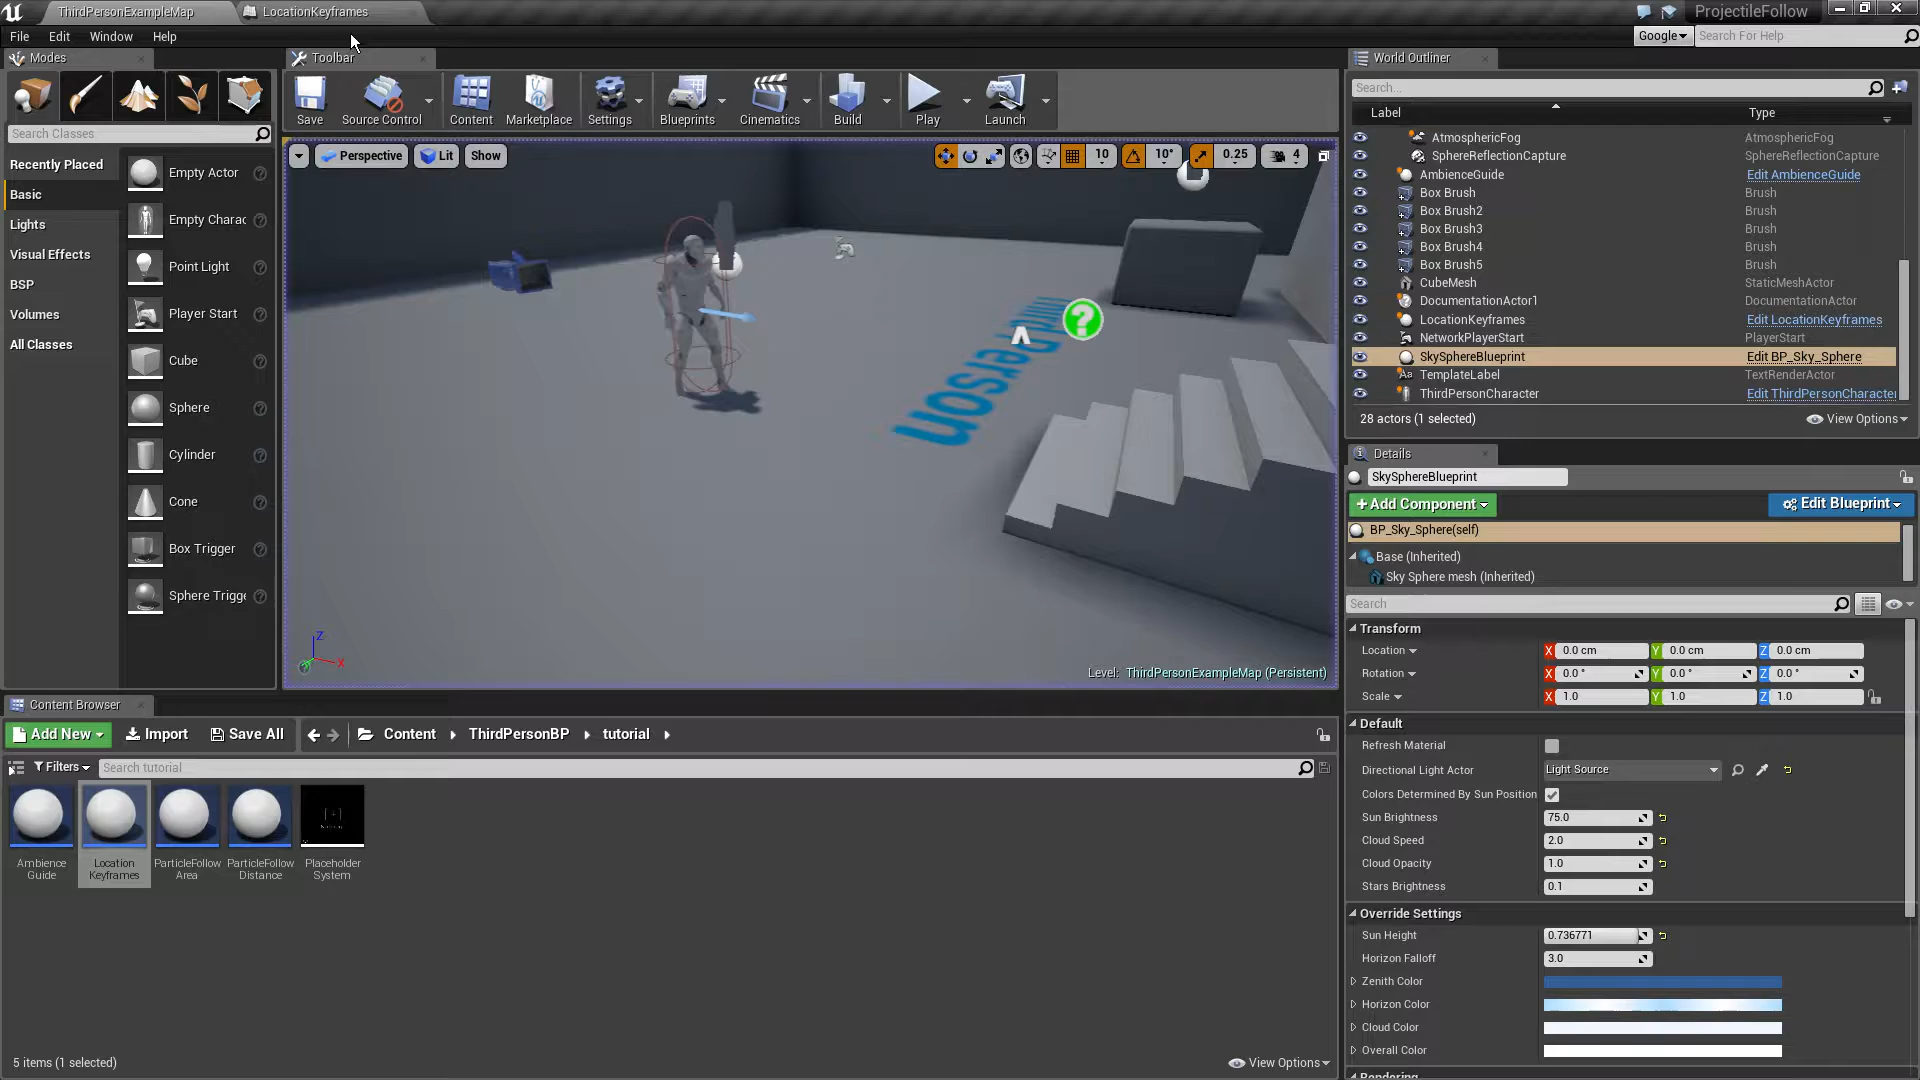 ThirdPersonExampleMap
LocationKeyframes
ProjectileFollow
File Edit Window Help
Google
Search For Help
Modes
Toolbar
World Outliner
Save
Source Control
Content
Marketplace
Settings
Blueprints
Cinematics
Build
Play
Launch
Search Classes
Recently Placed
Basic
Lights
Visual Effects
BSP
Volumes
All Classes
Empty Actor
Empty Charac
Point Light
Player Start
Cube
Sphere
Cylinder
Cone
Box Trigger
Sphere Trigge
Perspective
Lit
Show
10
10°
0.25
4
Third Person
Z
X
Level: ThirdPersonExampleMap (Persistent)
Search...
Label Type
AtmosphericFog AtmosphericFog
SphereReflectionCapture SphereReflectionCapture
AmbienceGuide Edit AmbienceGuide
Box Brush Brush
Box Brush2 Brush
Box Brush3 Brush
Box Brush4 Brush
Box Brush5 Brush
CubeMesh StaticMeshActor
DocumentationActor1 DocumentationActor
LocationKeyframes Edit LocationKeyframes
NetworkPlayerStart PlayerStart
SkySphereBlueprint Edit BP_Sky_Sphere
TemplateLabel TextRenderActor
ThirdPersonCharacter Edit ThirdPersonCharacter
28 actors (1 selected)
View Options
Details
SkySphereBlueprint
+Add Component
Edit Blueprint
BP_Sky_Sphere(self)
Base (Inherited)
Sky Sphere mesh (Inherited)
Search
Transform
Location X 0.0 cm Y 0.0 cm Z 0.0 cm
Rotation X 0.0 ° Y 0.0 ° Z 0.0 °
Scale X 1.0 Y 1.0 Z 1.0
Default
Refresh Material
Directional Light Actor Light Source
Colors Determined By Sun Position
Sun Brightness 75.0
Cloud Speed 2.0
Cloud Opacity 1.0
Stars Brightness 0.1
Override Settings
Sun Height 0.736771
Horizon Falloff 3.0
Zenith Color
Horizon Color
Cloud Color
Overall Color
Rendering
Content Browser
Add New
Import
Save All
Content
ThirdPersonBP
tutorial
Filters
Search tutorial
Ambience
Guide
Location
Keyframes
ParticleFollow
Area
ParticleFollow
Distance
Placeholder
System
5 items (1 selected)
View Options